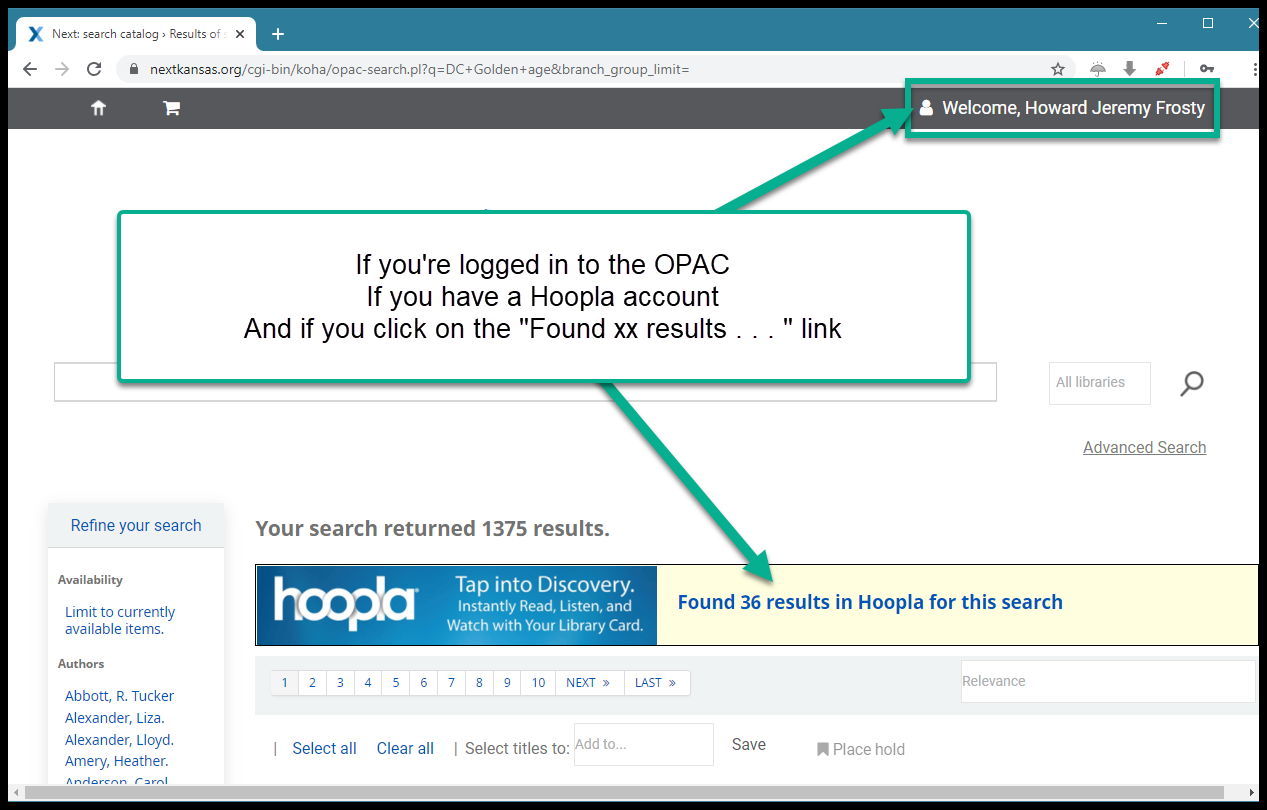 Next: search catalog › Results of s
nextkansas.org/cgi-bin/koha/opac-search.pl?q=DC+Golden+age&branch_group_limit=
Welcome, Howard Jeremy Frosty
If you're logged in to the OPAC
If you have a Hoopla account
And if you click on the "Found xx results . . . " link
All libraries
Advanced Search
Refine your search
Availability
Limit to currently
available items.
Authors
Abbott, R. Tucker
Alexander, Liza.
Alexander, Lloyd.
Amery, Heather.
Anderson, Carol
Your search returned 1375 results.
hoopla
Tap into Discovery.
Instantly Read, Listen, and
Watch with Your Library Card.
Found 36 results in Hoopla for this search
1 2 3 4 5 6 7 8 9 10 NEXT » LAST »
Relevance
| Select all Clear all | Select titles to: Add to... Save Place hold